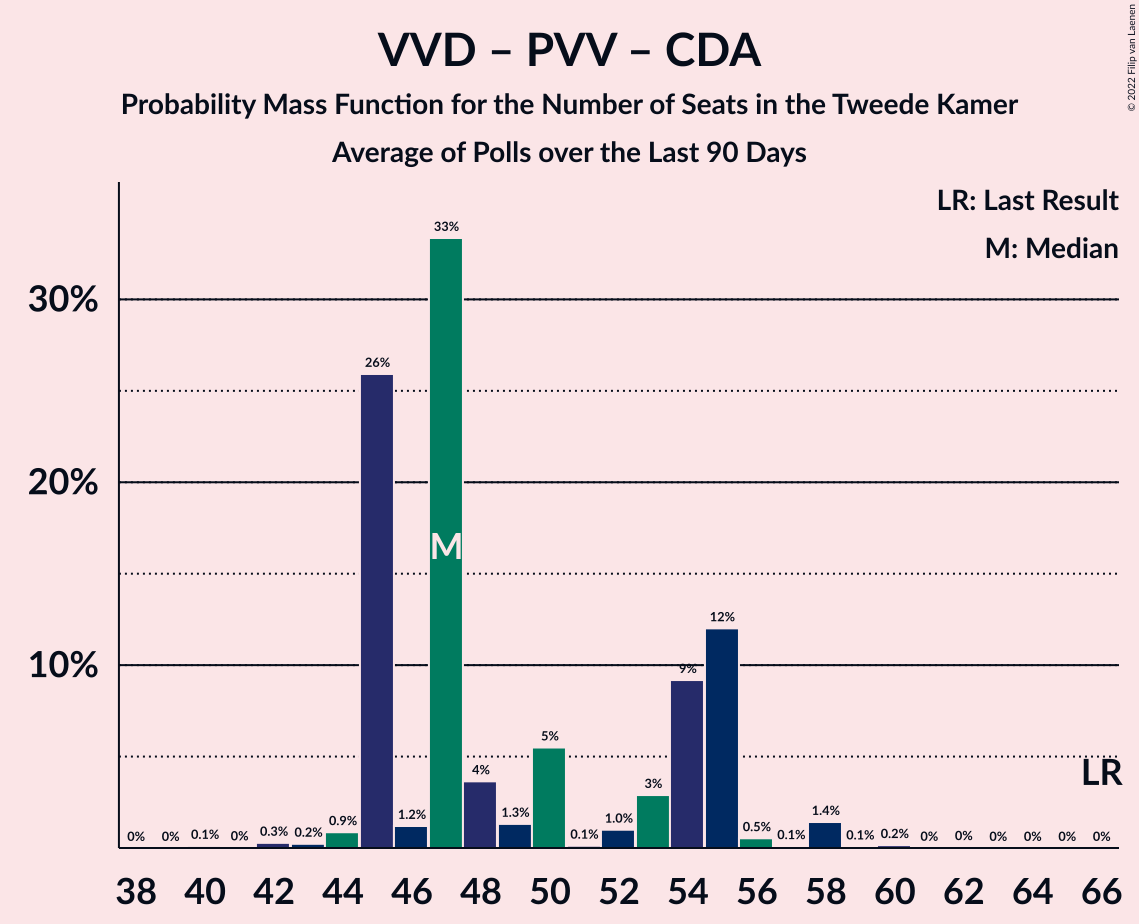 VVD – PVV – CDA
Probability Mass Function for the Number of Seats in the Tweede Kamer
Average of Polls over the Last 90 Days
© 2022 Filip van Laenen
LR: Last Result
M: Median
30%
20%
10%
0% 0% 0.1% 0% 0.3% 0.2% 0.9% 26% 1.2% 33% 4% 1.3% 5% 0.1% 1.0% 3% 9% 12% 0.5% 0.1% 1.4% 0.1% 0.2% 0% 0% 0% 0% 0% 0%
M
LR
38 40 42 44 46 48 50 52 54 56 58 60 62 64 66